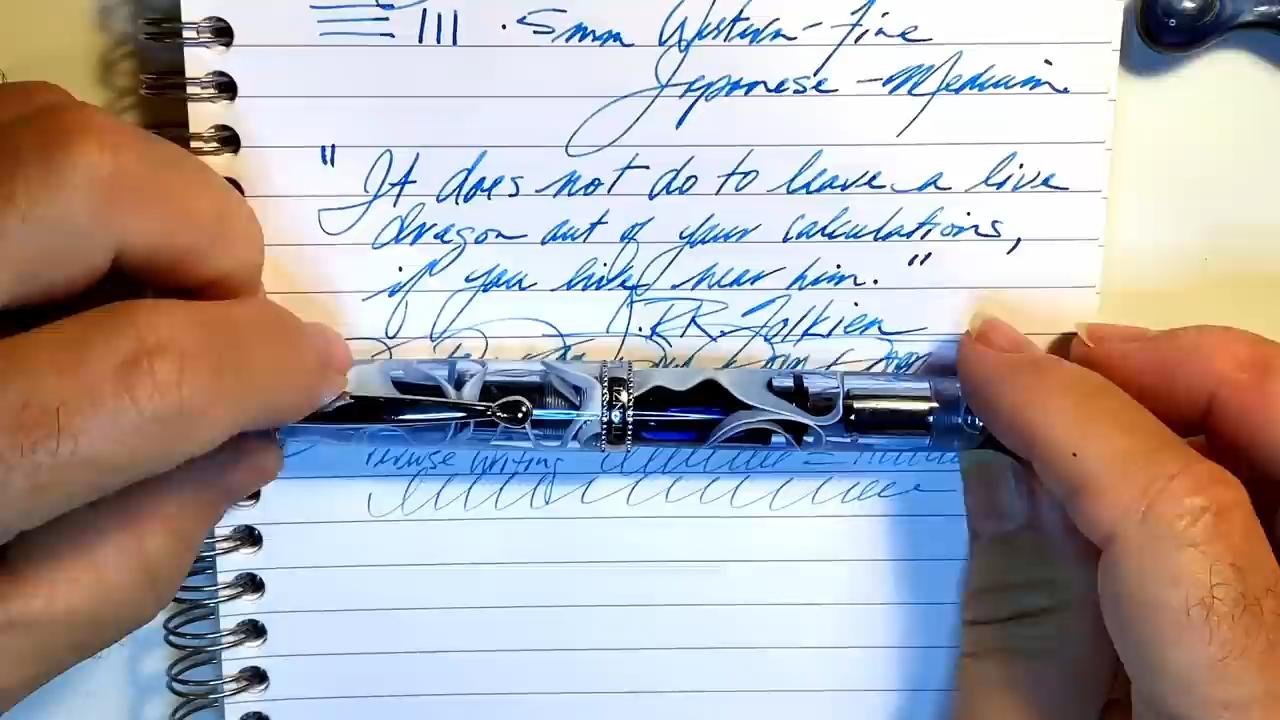 .5mm Western-Fine
Japanese-Medium
"It does not do to leave a live
dragon out of your calculations,
if you live near him."
J.R.R. Tolkien
reverse writing